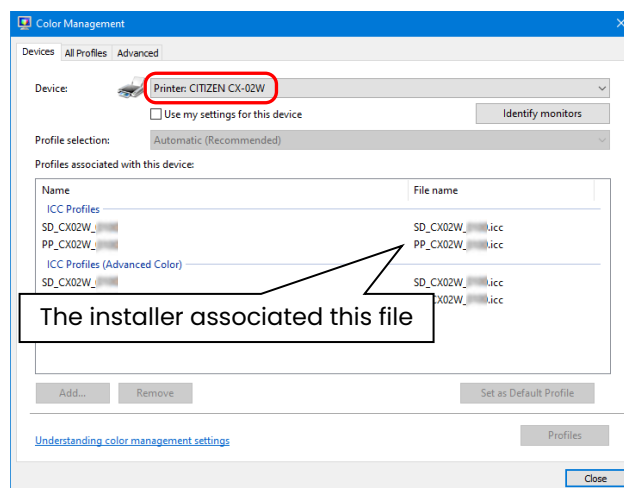 Color Management
Devices All Profiles Advanced
Device: Printer: CITIZEN CX-02W
Use my settings for this device Identify monitors
Profile selection: Automatic (Recommended)
Profiles associated with this device:
Name File name
ICC Profiles
SD_CX02W_ SD_CX02W_ .icc
PP_CX02W_ PP_CX02W_ .icc
ICC Profiles (Advanced Color)
SD_CX02W_ SD_CX02W_ .icc
CX02W_ .icc
The installer associated this file
Add... Remove Set as Default Profile
Understanding color management settings Profiles
Close